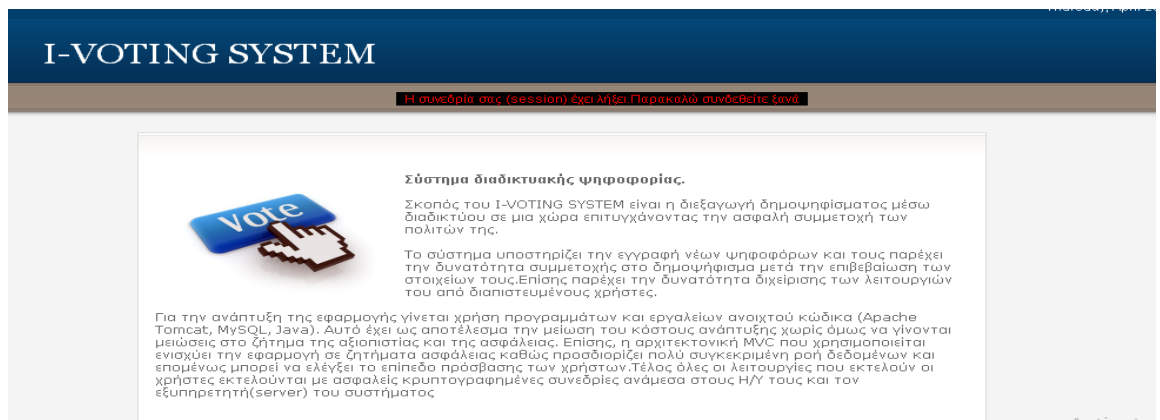 I-VOTING SYSTEM
Η συνεδρία σας (session) έχει λήξει.Παρακαλώ συνδεθείτε ξανά
Σύστημα διαδικτυακής ψηφοφορίας.
Vote
Σκοπός του I-VOTING SYSTEM είναι η διεξαγωγή δημοψηφίσματος μέσω
διαδικτύου σε μια χώρα επιτυγχάνοντας την ασφαλή συμμετοχή των
πολιτών της.
Το σύστημα υποστηρίζει την εγγραφή νέων ψηφοφόρων και τους παρέχει
την δυνατότητα συμμετοχής στο δημοψήφισμα μετά την επιβεβαίωση των
στοιχείων τους.Επίσης παρέχει την δυνατότητα διχείρισης των λειτουργιών
του από διαπιστευμένους χρήστες.
Για την ανάπτυξη της εφαρμογής γίνεται χρήση προγραμμάτων και εργαλείων ανοιχτού κώδικα (Apache
Tomcat, MySQL, Java). Αυτό έχει ως αποτέλεσμα την μείωση του κόστους ανάπτυξης χωρίς όμως να γίνονται
μειώσεις στο ζήτημα της αξιοπιστίας και της ασφάλειας. Επίσης, η αρχιτεκτονική MVC που χρησιμοποιείται
ενισχύει την εφαρμογή σε ζητήματα ασφάλειας καθώς προσδιορίζει πολύ συγκεκριμένη ροή δεδομένων και
επομένως μπορεί να ελέγξει το επίπεδο πρόσβασης των χρήστων.Τέλος όλες οι λειτουργίες που εκτελούν οι
χρήστες εκτελούνται με ασφαλείς κρυπτογραφημένες συνεδρίες ανάμεσα στους Η/Υ τους και τον
εξυπηρετητή(server) του συστήματος